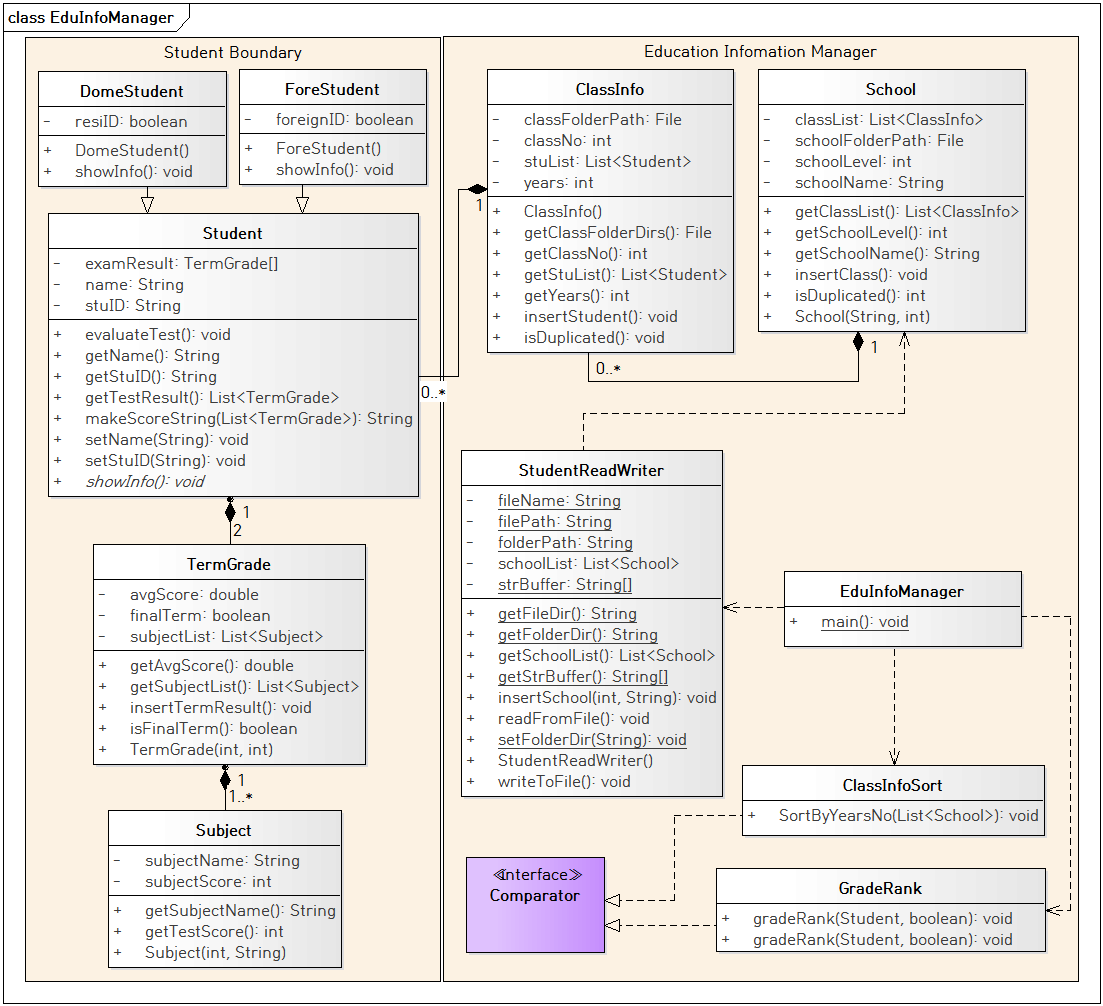 class EduInfoManager
Student Boundary
DomeStudent
- resiID: boolean
+ DomeStudent()
+ showInfo(): void
ForeStudent
- foreignID: boolean
+ ForeStudent()
+ showInfo(): void
Student
- examResult: TermGrade[]
- name: String
- stuID: String
+ evaluateTest(): void
+ getName(): String
+ getStuID(): String
+ getTestResult(): List<TermGrade>
+ makeScoreString(List<TermGrade>): String
+ setName(String): void
+ setStuID(String): void
+ showInfo(): void
1
2
TermGrade
- avgScore: double
- finalTerm: boolean
- subjectList: List<Subject>
+ getAvgScore(): double
+ getSubjectList(): List<Subject>
+ insertTermResult(): void
+ isFinalTerm(): boolean
+ TermGrade(int, int)
1
1..*
Subject
- subjectName: String
- subjectScore: int
+ getSubjectName(): String
+ getTestScore(): int
+ Subject(int, String)
Education Infomation Manager
ClassInfo
- classFolderPath: File
- classNo: int
- stuList: List<Student>
- years: int
+ ClassInfo()
+ getClassFolderDirs(): File
+ getClassNo(): int
+ getStuList(): List<Student>
+ getYears(): int
+ insertStudent(): void
+ isDuplicated(): void
1
0..*
School
- classList: List<ClassInfo>
- schoolFolderPath: File
- schoolLevel: int
- schoolName: String
+ getClassList(): List<ClassInfo>
+ getSchoolLevel(): int
+ getSchoolName(): String
+ insertClass(): void
+ isDuplicated(): int
+ School(String, int)
1
0..*
StudentReadWriter
- fileName: String
- filePath: String
- folderPath: String
- schoolList: List<School>
- strBuffer: String[]
+ getFileDir(): String
+ getFolderDir(): String
+ getSchoolList(): List<School>
+ getStrBuffer(): String[]
+ insertSchool(int, String): void
+ readFromFile(): void
+ setFolderDir(String): void
+ StudentReadWriter()
+ writeToFile(): void
EduInfoManager
+ main(): void
ClassInfoSort
+ SortByYearsNo(List<School>): void
«interface»
Comparator
GradeRank
+ gradeRank(Student, boolean): void
+ gradeRank(Student, boolean): void